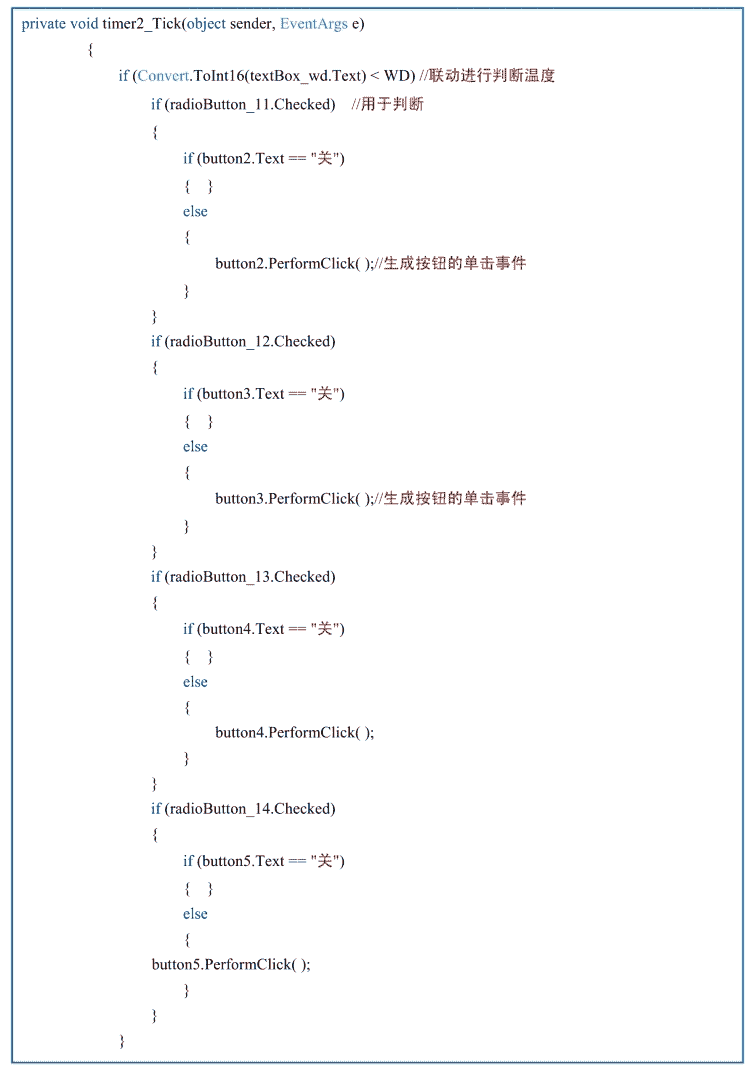 private void timer2_Tick(object sender, EventArgs e)
{
if (Convert.ToInt16(textBox_wd.Text) < WD) //联动进行判断温度
if (radioButton_11.Checked) //用于判断
{
if (button2.Text == "关")
{ }
else
{
button2.PerformClick( );//生成按钮的单击事件
}
}
if (radioButton_12.Checked)
{
if (button3.Text == "关")
{ }
else
{
button3.PerformClick( );//生成按钮的单击事件
}
}
if (radioButton_13.Checked)
{
if (button4.Text == "关")
{ }
else
{
button4.PerformClick( );
}
}
if (radioButton_14.Checked)
{
if (button5.Text == "关")
{ }
else
{
button5.PerformClick( );
}
}
}